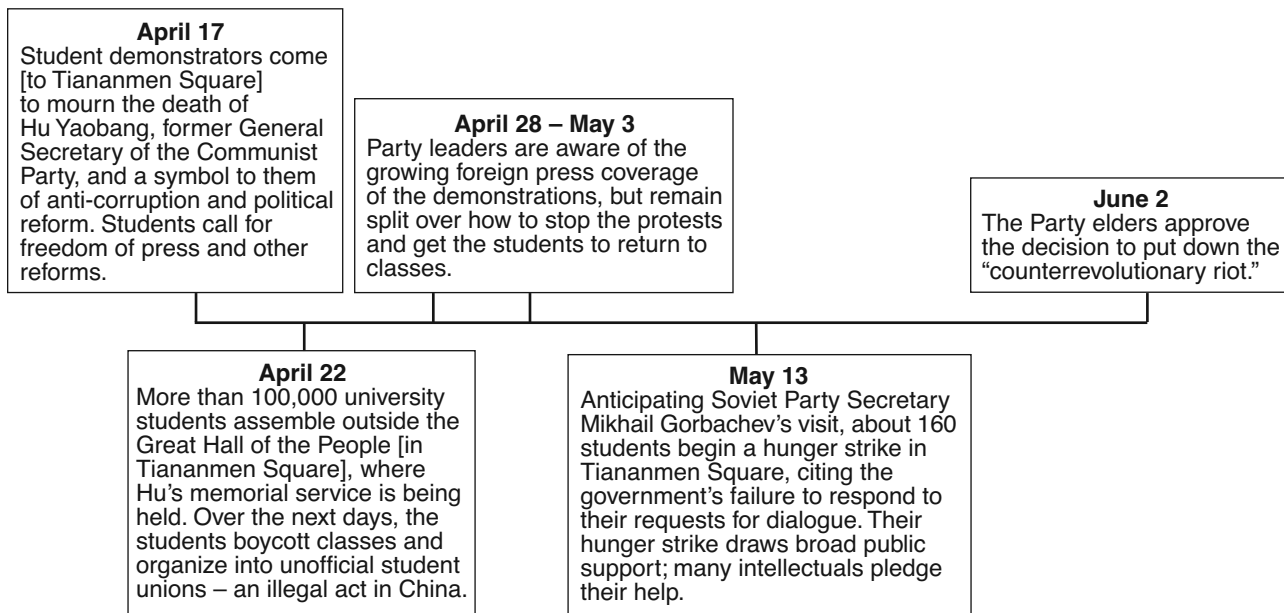 April 17
Student demonstrators come
[to Tiananmen Square]
to mourn the death of
Hu Yaobang, former General
Secretary of the Communist
Party, and a symbol to them
of anti-corruption and political
reform. Students call for
freedom of press and other
reforms.
April 22
More than 100,000 university
students assemble outside the
Great Hall of the People [in
Tiananmen Square], where
Hu’s memorial service is being
held. Over the next days, the
students boycott classes and
organize into unofficial student
unions – an illegal act in China.
April 28 – May 3
Party leaders are aware of the
growing foreign press coverage
of the demonstrations, but remain
split over how to stop the protests
and get the students to return to
classes.
May 13
Anticipating Soviet Party Secretary
Mikhail Gorbachev’s visit, about 160
students begin a hunger strike in
Tiananmen Square, citing the
government’s failure to respond to
their requests for dialogue. Their
hunger strike draws broad public
support; many intellectuals pledge
their help.
June 2
The Party elders approve
the decision to put down the
“counterrevolutionary riot.”